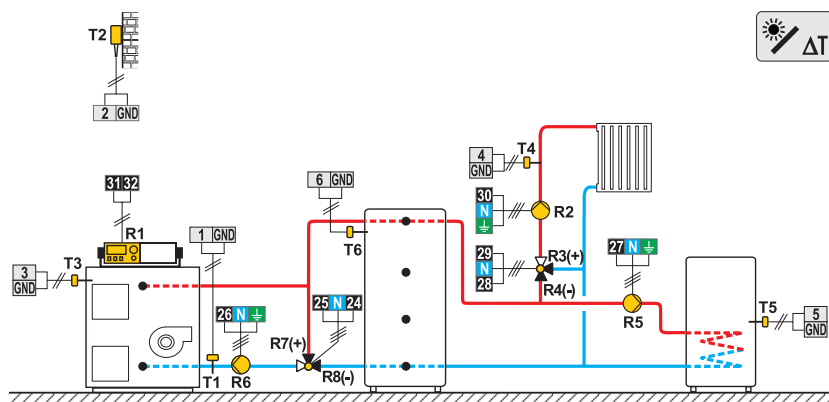 T2
2 GND
ΔT
31 32
R1
1 GND
3
GND
T3
26 N
T1
R6
6 GND
T6
25 N 24
R7(+)
R8(-)
4
GND
T4
30
N
R2
29
N
28
R3(+)
R4(-)
27 N
R5
T5
5
GND